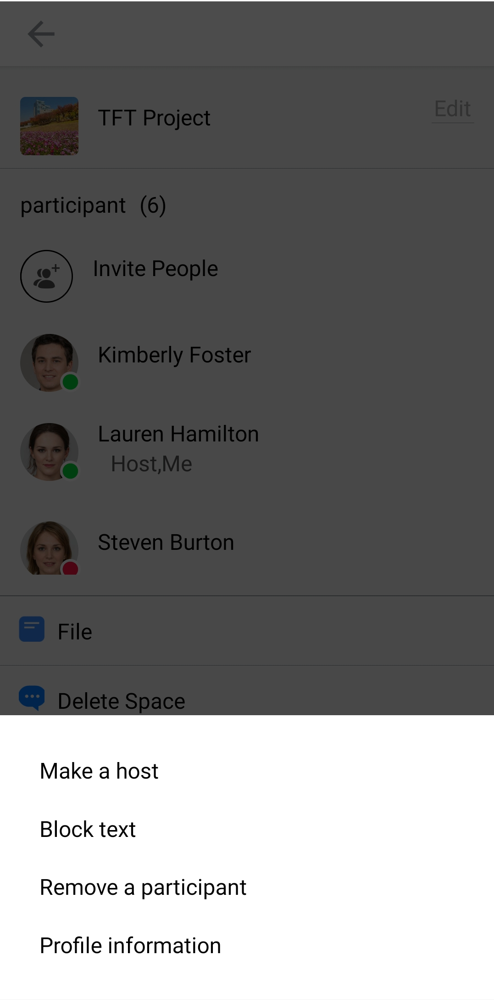 TFT Project
Edit
participant (6)
Invite People
Kimberly Foster
Lauren Hamilton
Host,Me
Steven Burton
File
Delete Space
Make a host
Block text
Remove a participant
Profile information